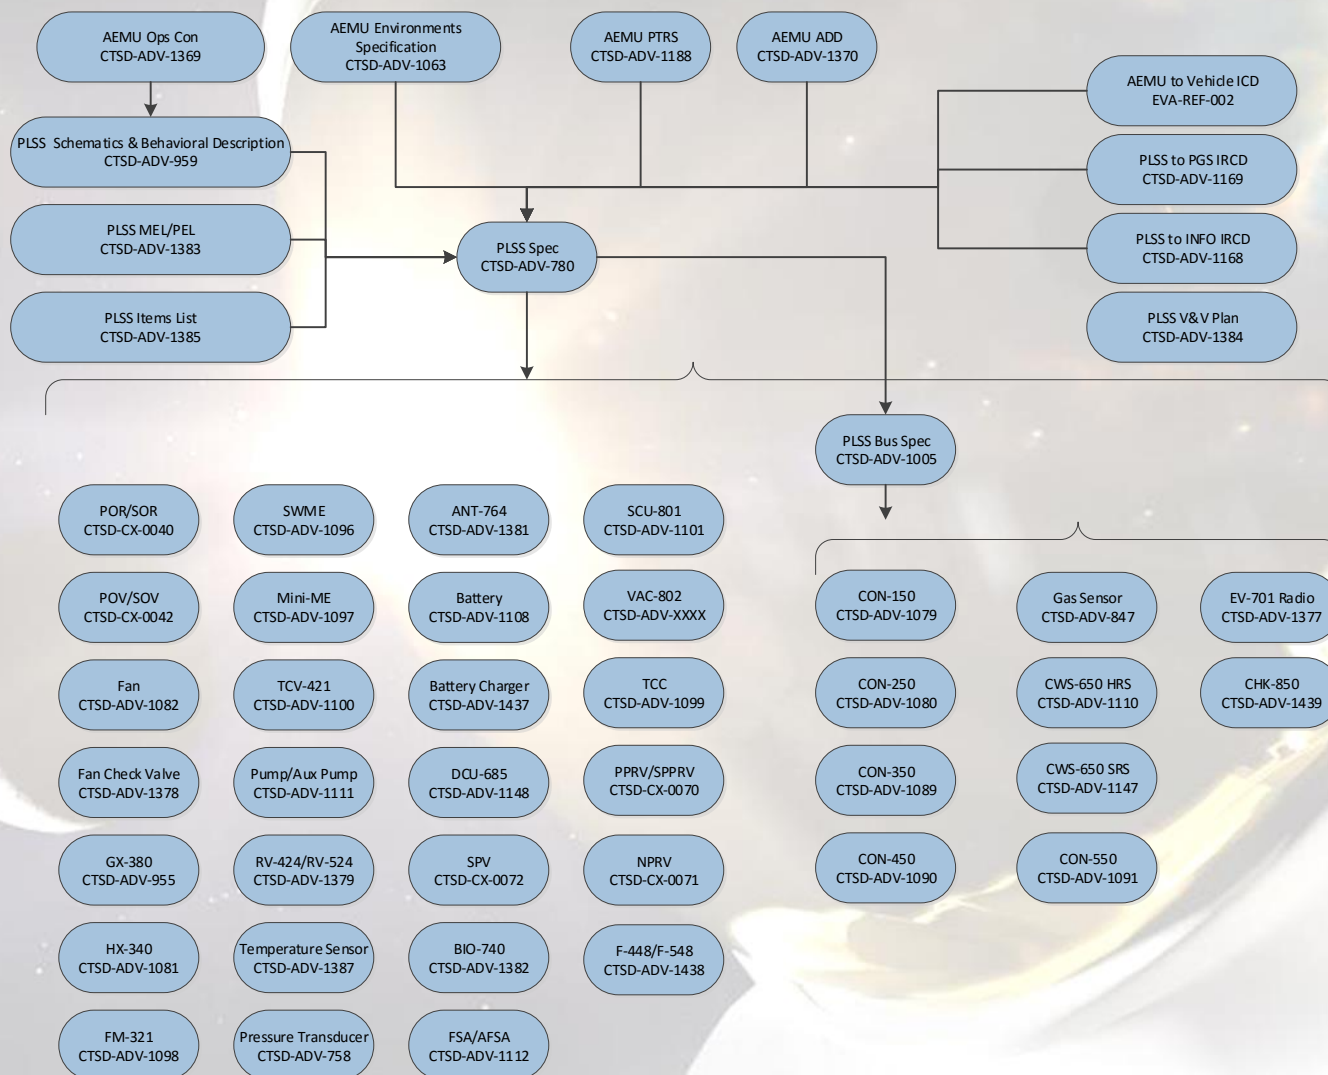 AEMU Ops Con
CTSD-ADV-1369
AEMU Environments
Specification
CTSD-ADV-1063
AEMU PTRS
CTSD-ADV-1188
AEMU ADD
CTSD-ADV-1370
AEMU to Vehicle ICD
EVA-REF-002
PLSS Schematics & Behavioral Description
CTSD-ADV-959
PLSS to PGS IRCD
CTSD-ADV-1169
PLSS MEL/PEL
CTSD-ADV-1383
PLSS Spec
CTSD-ADV-780
PLSS to INFO IRCD
CTSD-ADV-1168
PLSS Items List
CTSD-ADV-1385
PLSS V&V Plan
CTSD-ADV-1384
PLSS Bus Spec
CTSD-ADV-1005
POR/SOR
CTSD-CX-0040
SWME
CTSD-ADV-1096
ANT-764
CTSD-ADV-1381
SCU-801
CTSD-ADV-1101
POV/SOV
CTSD-CX-0042
Mini-ME
CTSD-ADV-1097
Battery
CTSD-ADV-1108
VAC-802
CTSD-ADV-XXXX
CON-150
CTSD-ADV-1079
Gas Sensor
CTSD-ADV-847
EV-701 Radio
CTSD-ADV-1377
Fan
CTSD-ADV-1082
TCV-421
CTSD-ADV-1100
Battery Charger
CTSD-ADV-1437
TCC
CTSD-ADV-1099
CON-250
CTSD-ADV-1080
CWS-650 HRS
CTSD-ADV-1110
CHK-850
CTSD-ADV-1439
Fan Check Valve
CTSD-ADV-1378
Pump/Aux Pump
CTSD-ADV-1111
DCU-685
CTSD-ADV-1148
PPRV/SPPRV
CTSD-CX-0070
CON-350
CTSD-ADV-1089
CWS-650 SRS
CTSD-ADV-1147
GX-380
CTSD-ADV-955
RV-424/RV-524
CTSD-ADV-1379
SPV
CTSD-CX-0072
NPRV
CTSD-CX-0071
CON-450
CTSD-ADV-1090
CON-550
CTSD-ADV-1091
HX-340
CTSD-ADV-1081
Temperature Sensor
CTSD-ADV-1387
BIO-740
CTSD-ADV-1382
F-448/F-548
CTSD-ADV-1438
FM-321
CTSD-ADV-1098
Pressure Transducer
CTSD-ADV-758
FSA/AFSA
CTSD-ADV-1112